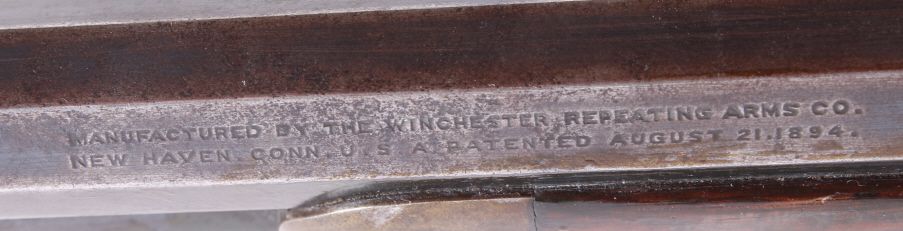 MANUFACTURED BY THE WINCHESTER REPEATING ARMS CO.
NEW HAVEN. CONN. U. S. A. PATENTED AUGUST 21. 1894.